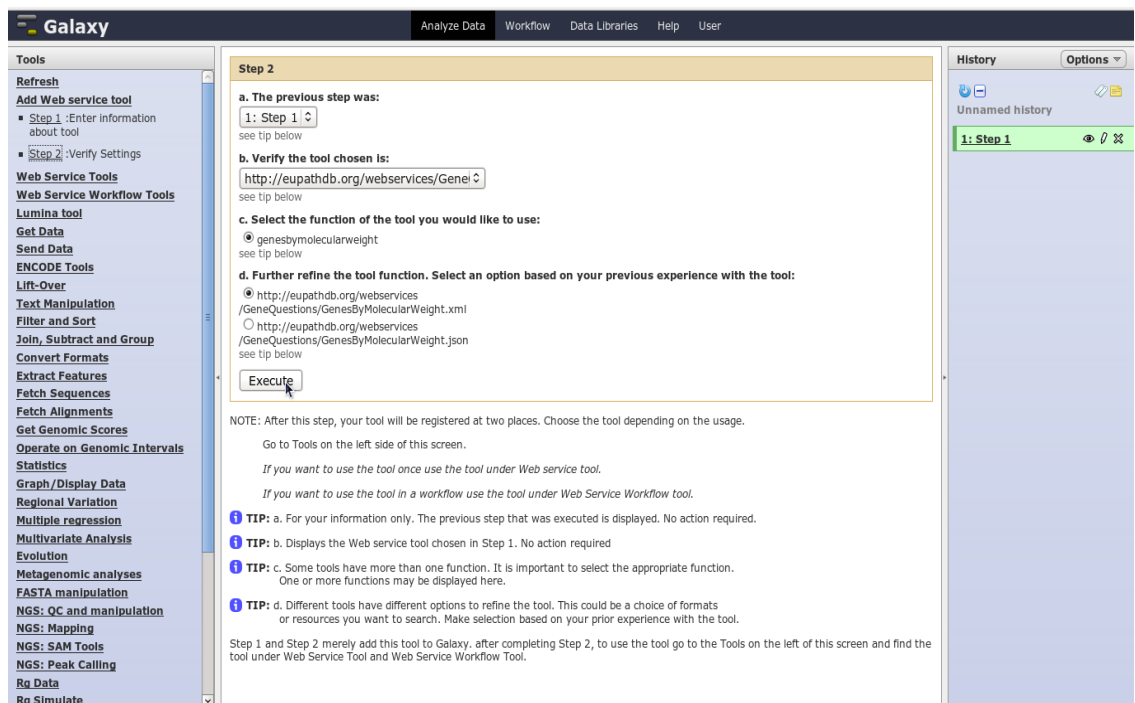 Galaxy
Analyze Data Workflow Data Libraries Help User
Tools
Refresh
Add Web service tool
Step 1 :Enter information
about tool
Step 2 :Verify Settings
Web Service Tools
Web Service Workflow Tools
Lumina tool
Get Data
Send Data
ENCODE Tools
Lift-Over
Text Manipulation
Filter and Sort
Join, Subtract and Group
Convert Formats
Extract Features
Fetch Sequences
Fetch Alignments
Get Genomic Scores
Operate on Genomic Intervals
Statistics
Graph/Display Data
Regional Variation
Multiple regression
Multivariate Analysis
Evolution
Metagenomic analyses
FASTA manipulation
NGS: QC and manipulation
NGS: Mapping
NGS: SAM Tools
NGS: Peak Calling
Rg Data
Rg Simulate
Step 2
a. The previous step was:
1: Step 1
see tip below
b. Verify the tool chosen is:
http://eupathdb.org/webservices/Gene
see tip below
c. Select the function of the tool you would like to use:
genesbymolecularweight
see tip below
d. Further refine the tool function. Select an option based on your previous experience with the tool:
http://eupathdb.org/webservices
/GeneQuestions/GenesByMolecularWeight.xml
http://eupathdb.org/webservices
/GeneQuestions/GenesByMolecularWeight.json
see tip below
Execute
NOTE: After this step, your tool will be registered at two places. Choose the tool depending on the usage.
Go to Tools on the left side of this screen.
If you want to use the tool once use the tool under Web service tool.
If you want to use the tool in a workflow use the tool under Web Service Workflow tool.
TIP: a. For your information only. The previous step that was executed is displayed. No action required.
TIP: b. Displays the Web service tool chosen in Step 1. No action required
TIP: c. Some tools have more than one function. It is important to select the appropriate function.
One or more functions may be displayed here.
TIP: d. Different tools have different options to refine the tool. This could be a choice of formats
or resources you want to search. Make selection based on your prior experience with the tool.
Step 1 and Step 2 merely add this tool to Galaxy. after completing Step 2, to use the tool go to the Tools on the left of this screen and find the
tool under Web Service Tool and Web Service Workflow Tool.
History
Options
Unnamed history
1: Step 1